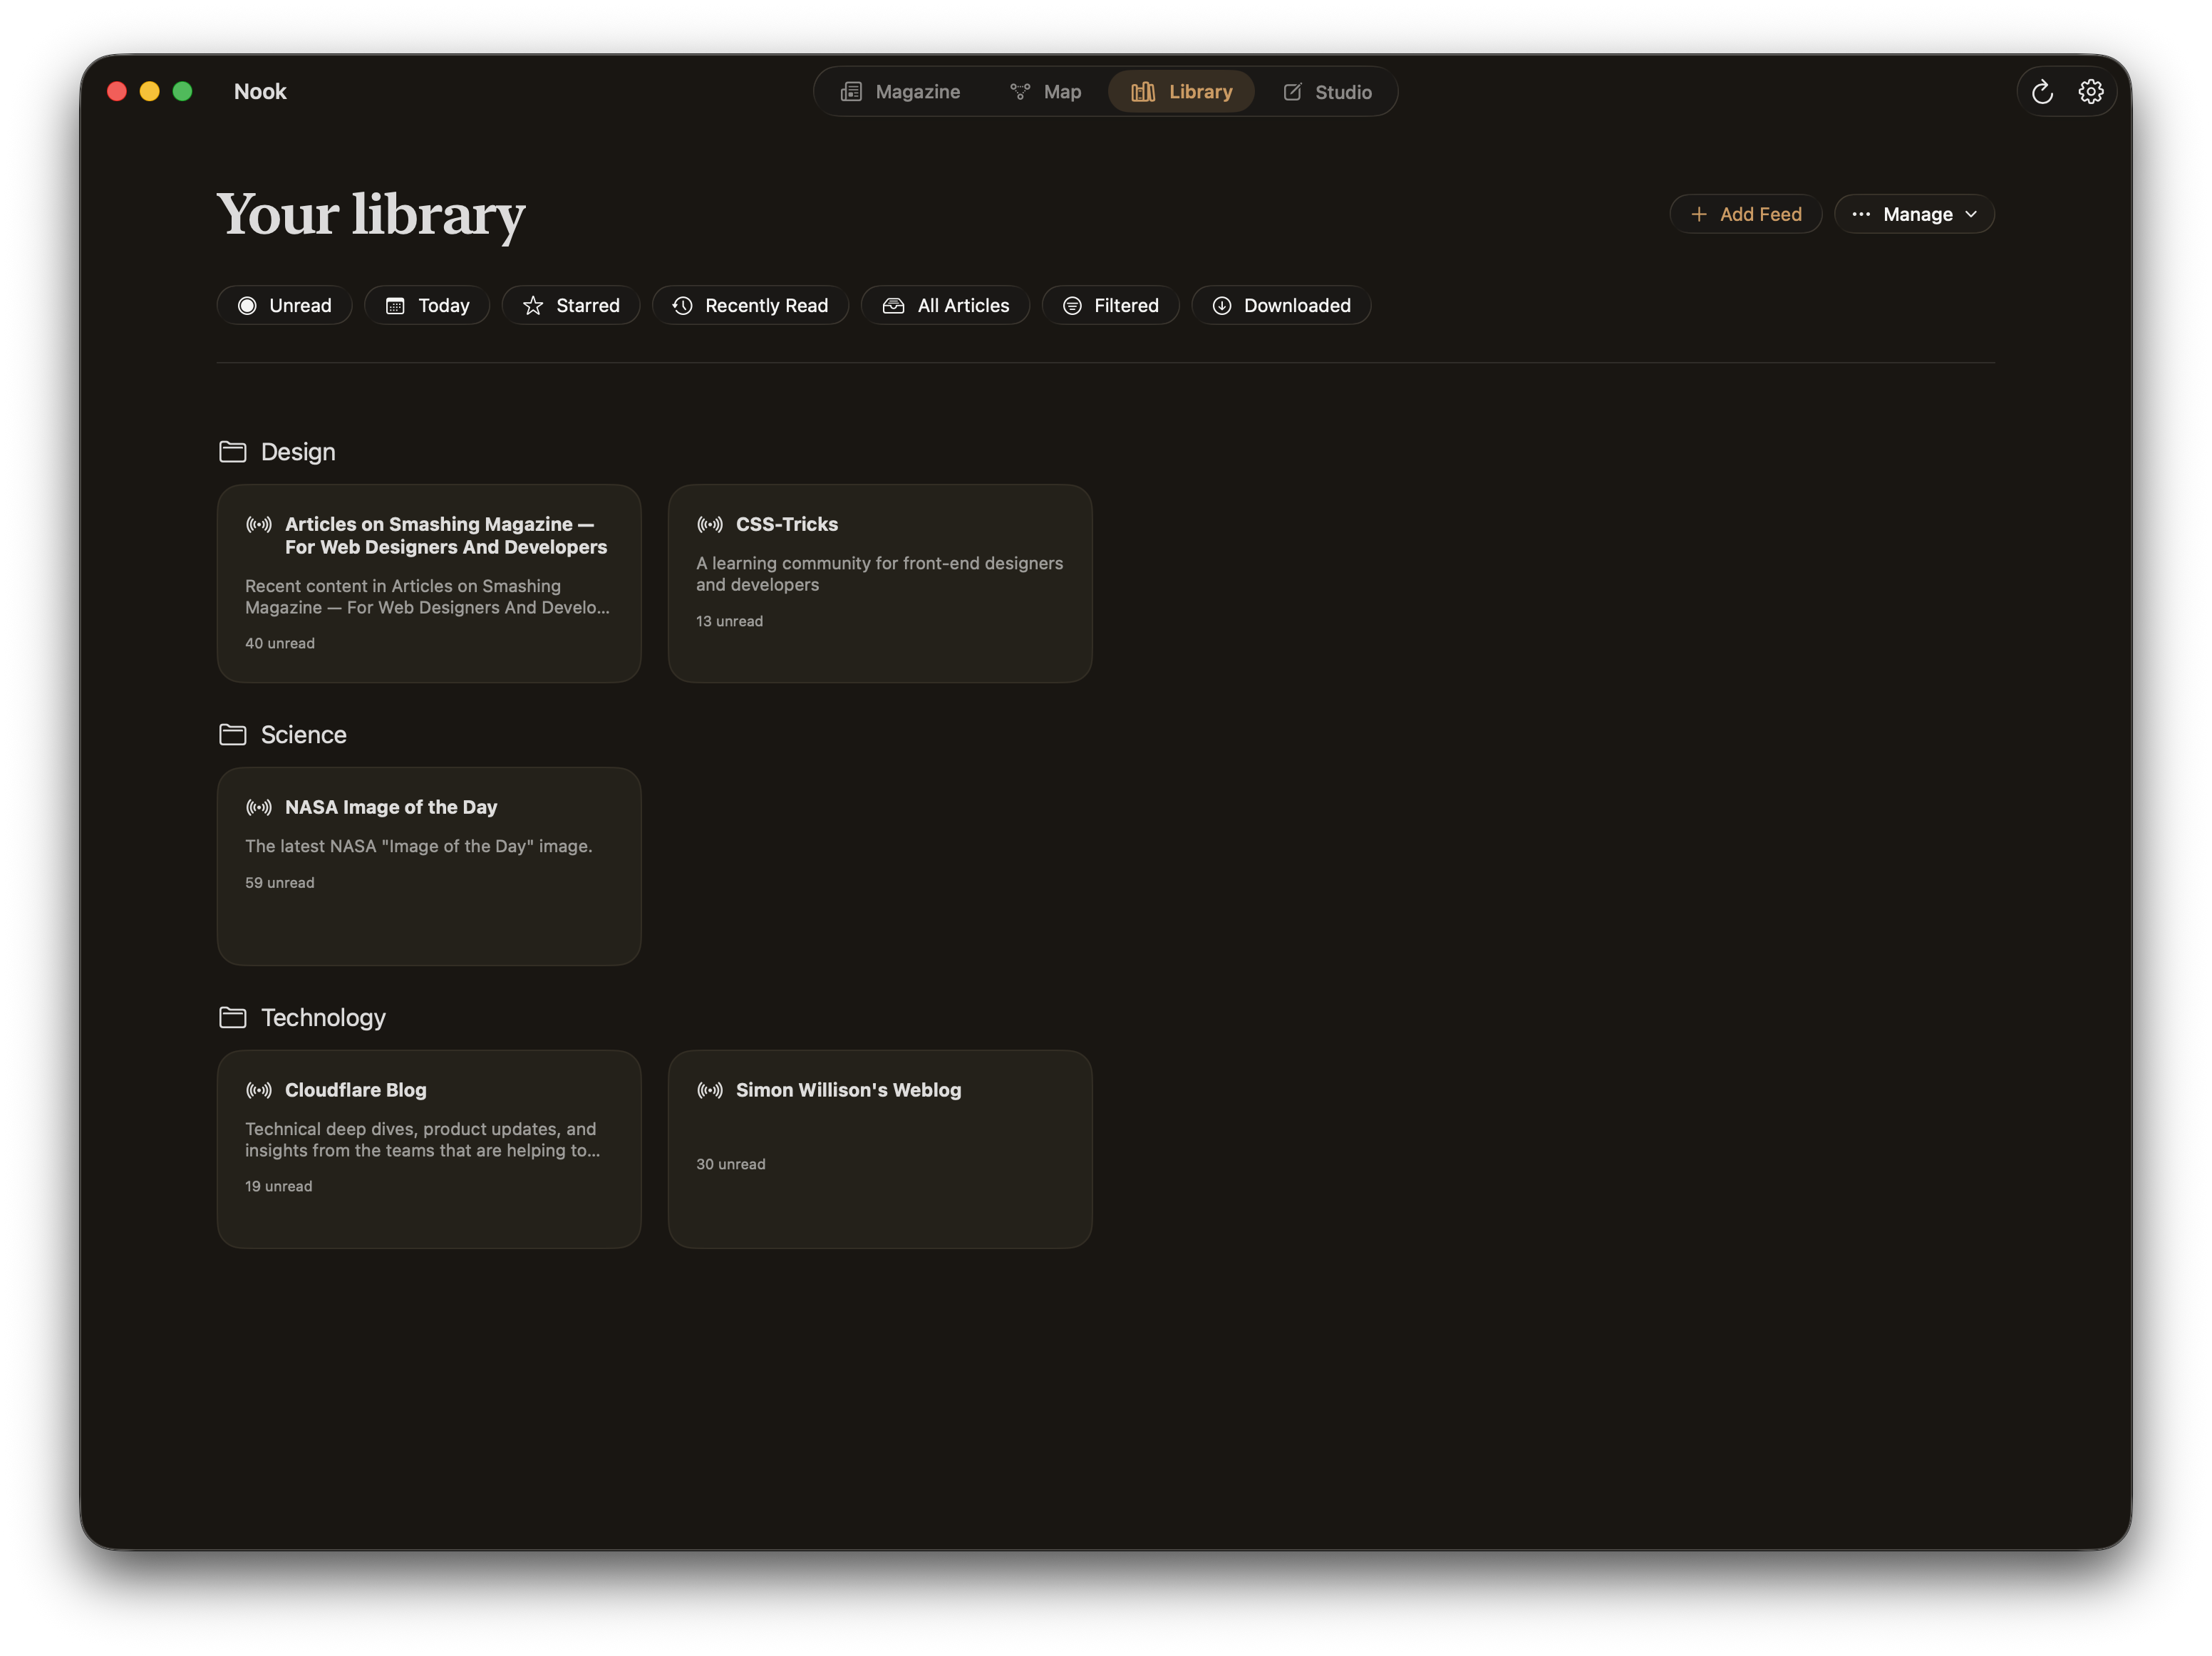 Nook
Magazine
Map
Library
Studio
Your library
Add Feed
Manage
Unread
Today
Starred
Recently Read
All Articles
Filtered
Downloaded
Design
Articles on Smashing Magazine —
For Web Designers And Developers
Recent content in Articles on Smashing
Magazine — For Web Designers And Develo...
40 unread
CSS-Tricks
A learning community for front-end designers
and developers
13 unread
Science
NASA Image of the Day
The latest NASA "Image of the Day" image.
59 unread
Technology
Cloudflare Blog
Technical deep dives, product updates, and
insights from the teams that are helping to...
19 unread
Simon Willison's Weblog
30 unread